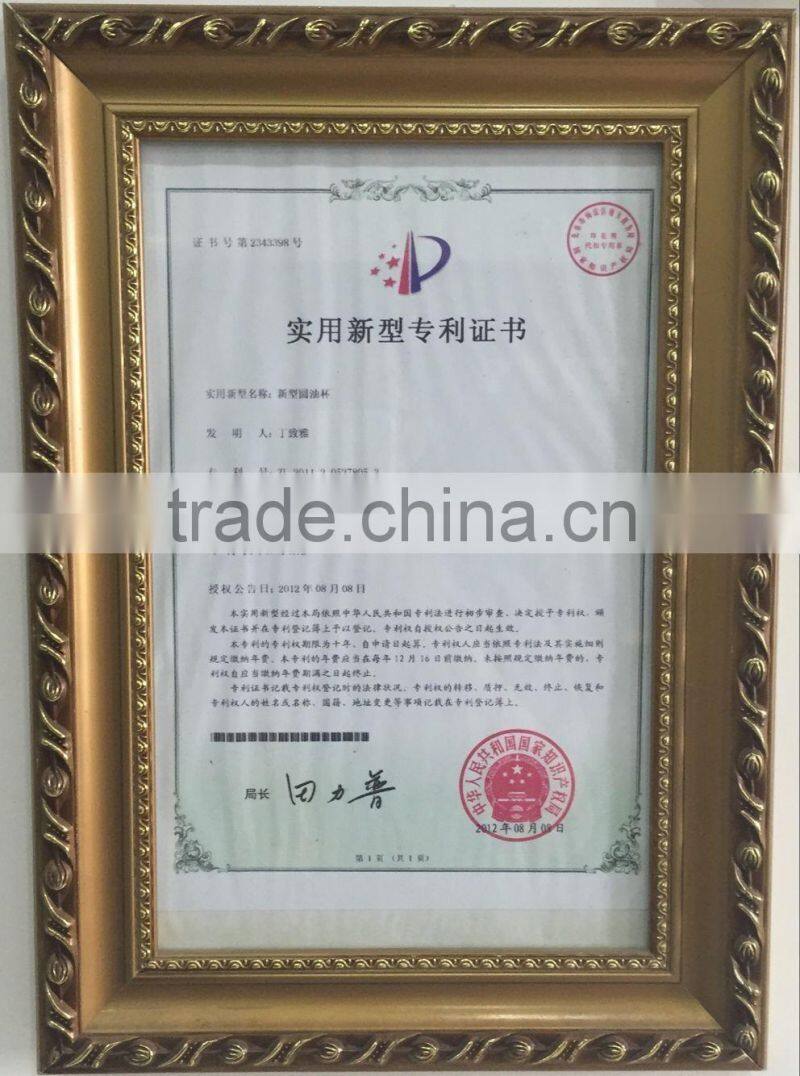 证书号第2343398号
实用新型专利证书
实用新型名称：新型圆油杯
发 明 人：丁致雅
专 利 号：ZL 2011 2 0527805.3
trade.china.cn
授权公告日：2012年08月08日
本实用新型经过本局依照中华人民共和国专利法进行初步审查，决定授予专利权，颁
发本证书并在专利登记簿上予以登记。专利权自授权公告之日起生效。
本专利的专利权期限为十年，自申请日起算。专利权人应当依照专利法及其实施细则
规定缴纳年费。本专利的年费应当在每年12月16日前缴纳。未按照规定缴纳年费的，专
利权自应当缴纳年费期满之日起终止。
专利证书记载专利权登记时的法律状况。专利权的转移、质押、无效、终止、恢复和
专利权人的姓名或名称、国籍、地址变更等事项记载在专利登记簿上。
局长 田力普
中华人民共和国国家知识产权局
2012年08月08日
第1页（共1页）